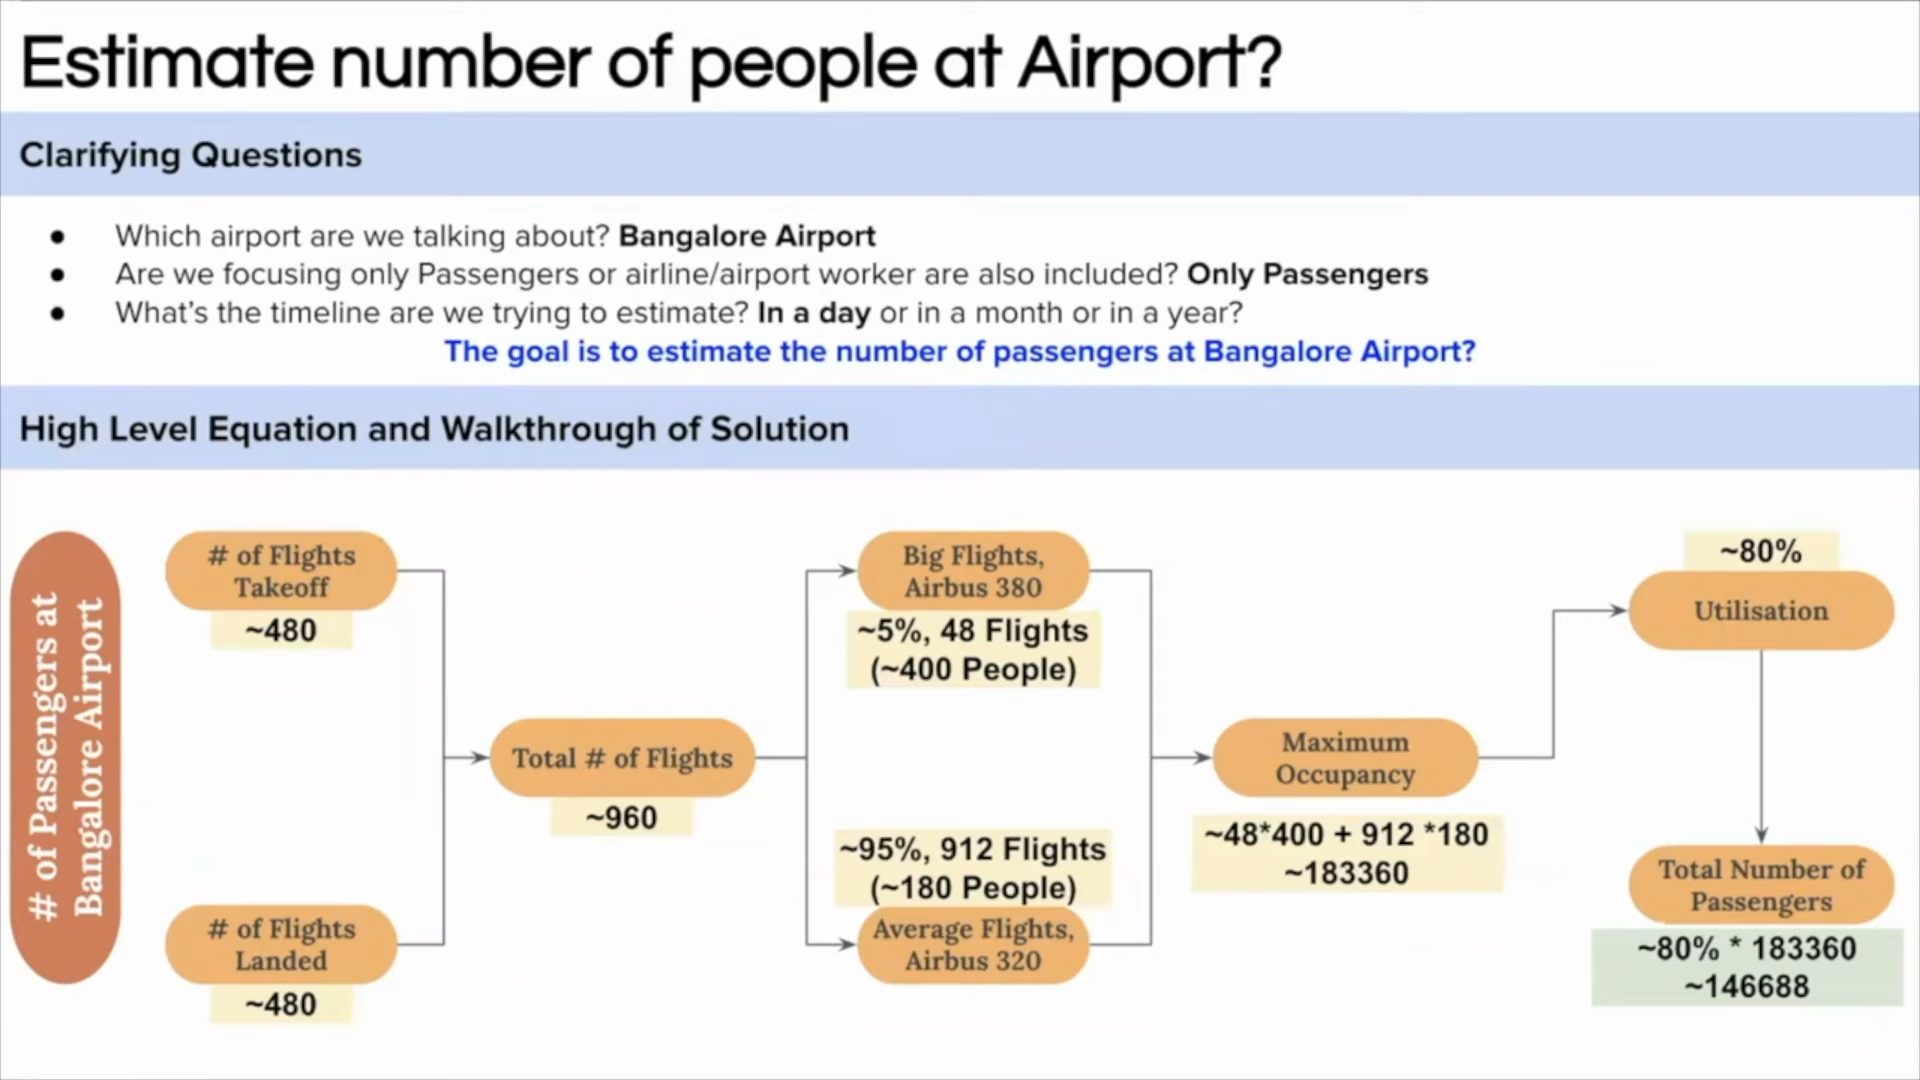 Estimate number of people at Airport?
Clarifying Questions
● Which airport are we talking about? Bangalore Airport
● Are we focusing only Passengers or airline/airport worker are also included? Only Passengers
● What's the timeline are we trying to estimate? In a day or in a month or in a year?
The goal is to estimate the number of passengers at Bangalore Airport?
High Level Equation and Walkthrough of Solution
# of Passengers at
Bangalore Airport
# of Flights
Takeoff
~480
# of Flights
Landed
~480
Total # of Flights
~960
Big Flights,
Airbus 380
~5%, 48 Flights
(~400 People)
~95%, 912 Flights
(~180 People)
Average Flights,
Airbus 320
Maximum
Occupancy
~48*400 + 912 *180
~183360
~80%
Utilisation
Total Number of
Passengers
~80% * 183360
~146688